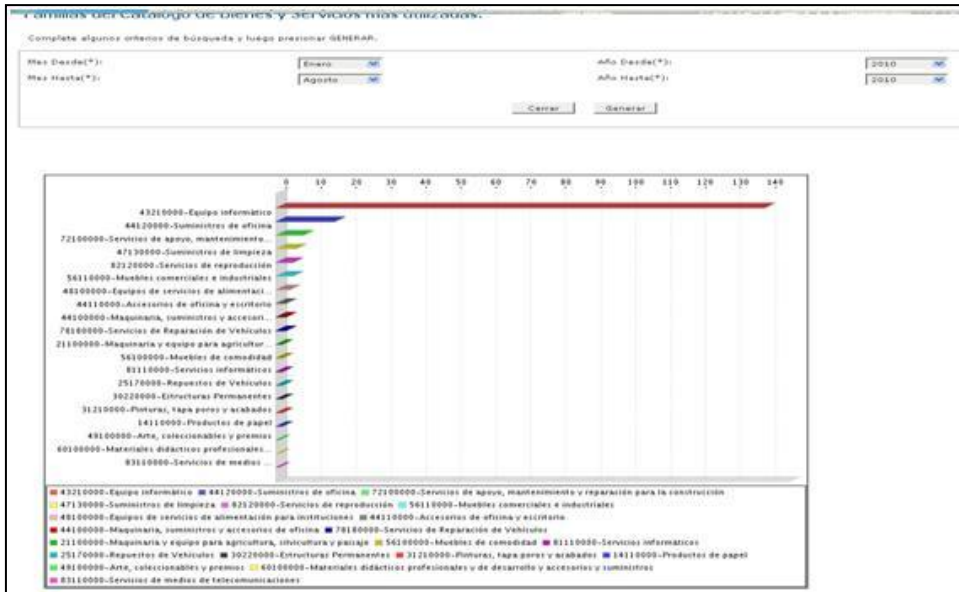 Familias del Catálogo de Bienes y Servicios más utilizadas.
Complete algunos criterios de búsqueda y luego presionar GENERAR.
Mes Desde(*): Enero Año Desde(*): 2010
Mes Hasta(*): Agosto Año Hasta(*): 2010
Cerrar Generar
0 10 20 30 40 50 60 70 80 90 100 110 120 130 140
43210000-Equipo informático
44120000-Suministros de oficina
72100000-Servicios de apoyo, mantenimiento...
47130000-Suministros de limpieza
82120000-Servicios de reproducción
56110000-Muebles comerciales e industriales
48100000-Equipos de servicios de alimentaci...
44110000-Accesorios de oficina y escritorio
44100000-Maquinaria, suministros y accesori...
78180000-Servicios de Reparación de Vehículos
21100000-Maquinaria y equipo para agricultur...
56100000-Muebles de comodidad
81110000-Servicios informáticos
25170000-Repuestos de Vehículos
30220000-Estructuras Permanentes
31210000-Pinturas, tapa poros y acabados
14110000-Productos de papel
49100000-Arte, coleccionables y premios
60100000-Materiales didácticos profesionales...
83110000-Servicios de medios ...
43210000-Equipo informático 44120000-Suministros de oficina 72100000-Servicios de apoyo, mantenimiento y reparación para la construcción
47130000-Suministros de limpieza 82120000-Servicios de reproducción 56110000-Muebles comerciales e industriales
48100000-Equipos de servicios de alimentación para instituciones 44110000-Accesorios de oficina y escritorio
44100000-Maquinaria, suministros y accesorios de oficina 78180000-Servicios de Reparación de Vehículos
21100000-Maquinaria y equipo para agricultura, silvicultura y paisaje 56100000-Muebles de comodidad 81110000-Servicios informáticos
25170000-Repuestos de Vehículos 30220000-Estructuras Permanentes 31210000-Pinturas, tapa poros y acabados 14110000-Productos de papel
49100000-Arte, coleccionables y premios 60100000-Materiales didácticos profesionales y de desarrollo y accesorios y suministros
83110000-Servicios de medios de telecomunicaciones